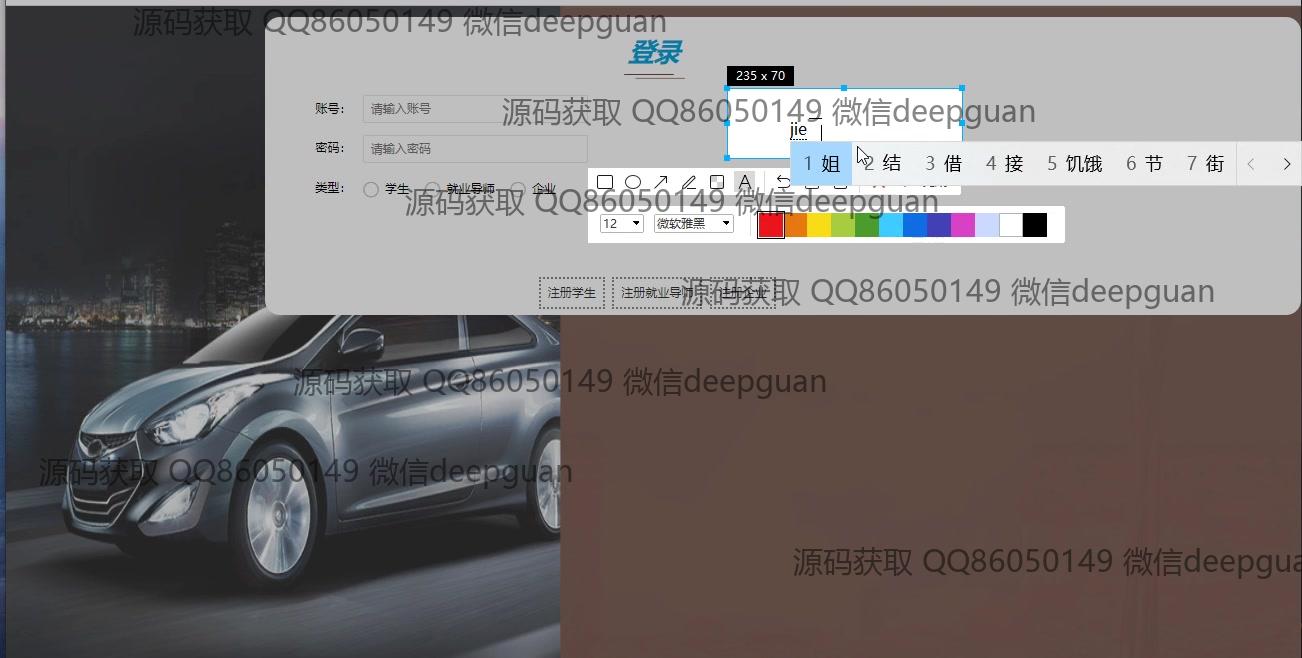 源码获取 QQ86050149 微信deepguan
登录
235 x 70
账号：
请输入账号
源码获取 QQ86050149 微信deepguan
jie
密码：
请输入密码
1 姐 2 结 3 借 4 接 5 饥饿 6 节 7 街
类型：
学生 就业导师 企业
A
源码获取 QQ86050149 微信deepguan
12 微软雅黑
注册学生 注册就业导师 注册企业
源码获取 QQ86050149 微信deepguan
源码获取 QQ86050149 微信deepguan
源码获取 QQ86050149 微信deepguan
源码获取 QQ86050149 微信deepgua